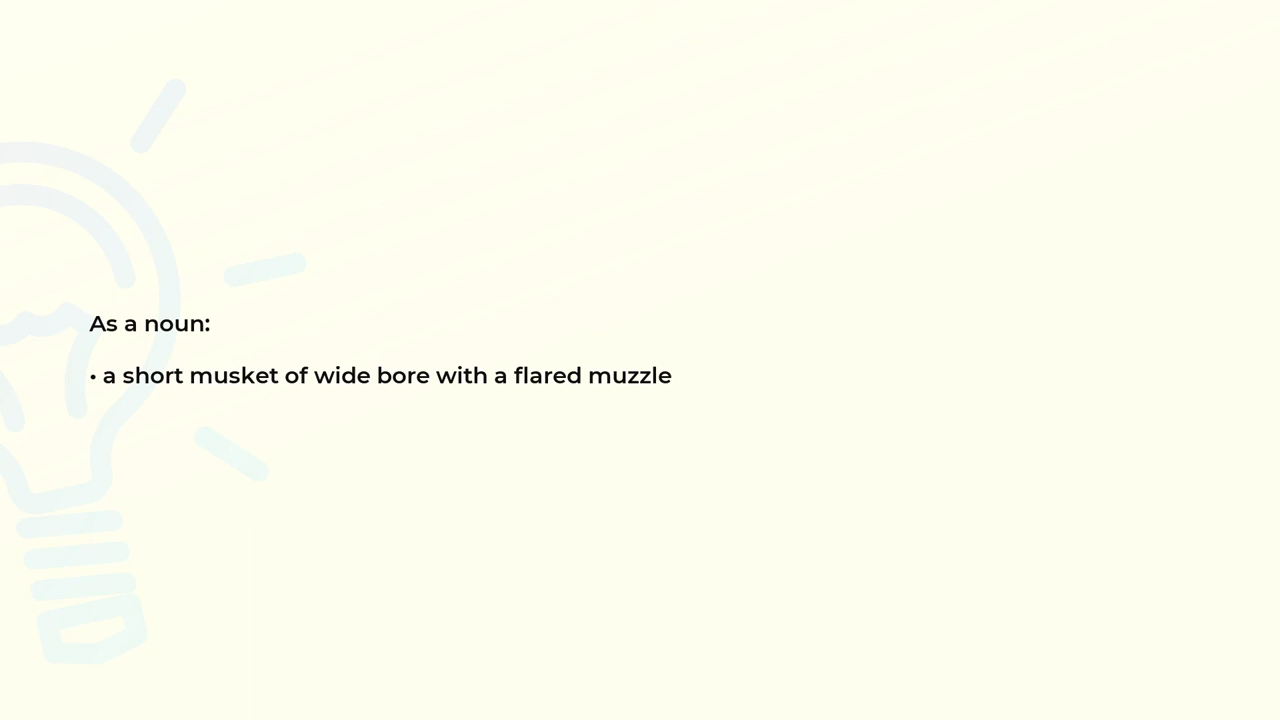 As a noun:
• a short musket of wide bore with a flared muzzle